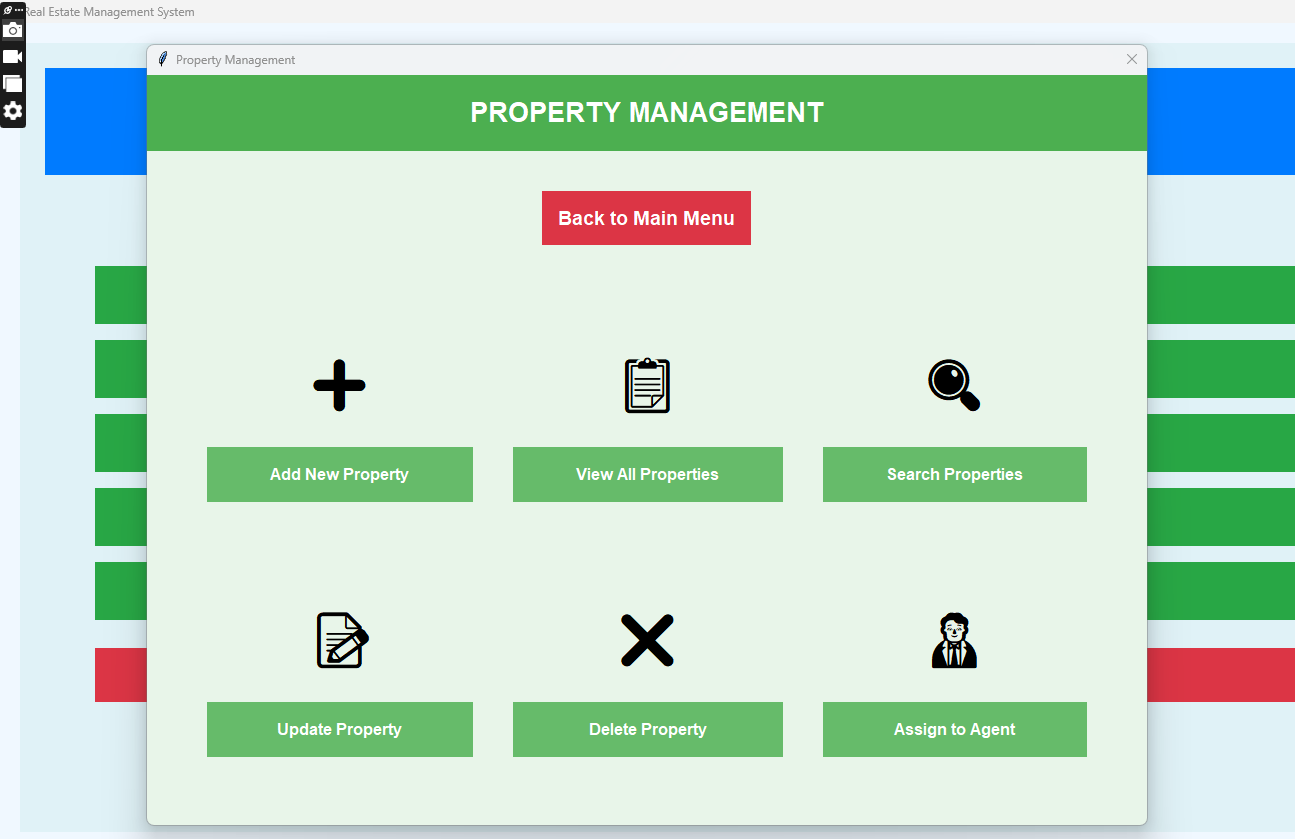 Real Estate Management System
Property Management
PROPERTY MANAGEMENT
Back to Main Menu
Add New Property
View All Properties
Search Properties
Update Property
Delete Property
Assign to Agent